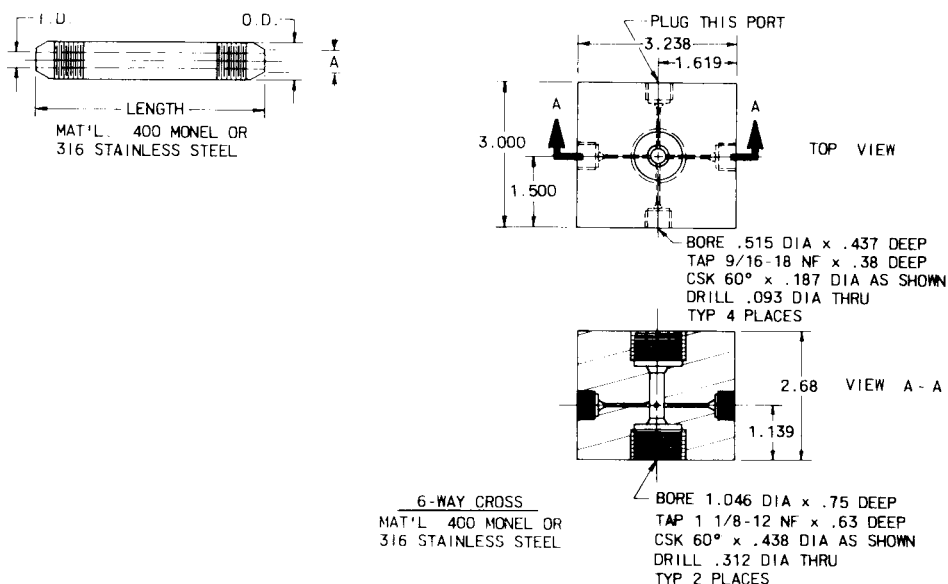 I.D.
O.D.
A
LENGTH
MAT'L. 400 MONEL OR
316 STAINLESS STEEL
PLUG THIS PORT
3.238
1.619
A
A
3.000
1.500
TOP VIEW
BORE .515 DIA x .437 DEEP
TAP 9/16-18 NF x .38 DEEP
CSK 60° x .187 DIA AS SHOWN
DRILL .093 DIA THRU
TYP 4 PLACES
2.68
VIEW A-A
1.139
6-WAY CROSS
MAT'L 400 MONEL OR
316 STAINLESS STEEL
BORE 1.046 DIA x .75 DEEP
TAP 1 1/8-12 NF x .63 DEEP
CSK 60° x .438 DIA AS SHOWN
DRILL .312 DIA THRU
TYP 2 PLACES